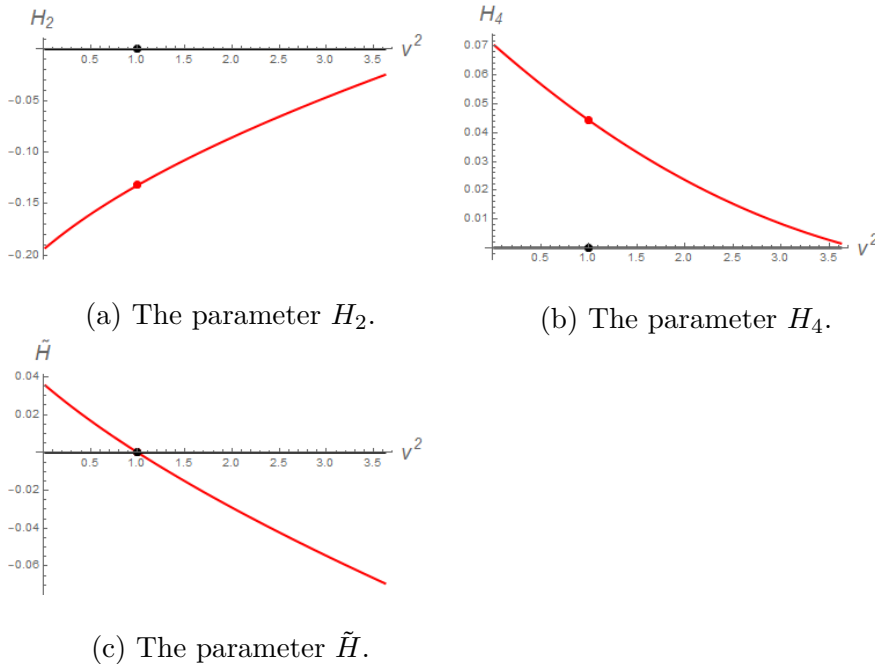 H₂
v²
0.5 1.0 1.5 2.0 2.5 3.0 3.5
−0.05
−0.10
−0.15
−0.20
(a) The parameter H₂.
H₄
0.07
0.06
0.05
0.04
0.03
0.02
0.01
0.5 1.0 1.5 2.0 2.5 3.0 3.5
v²
(b) The parameter H₄.
H̃
0.04
0.02
v²
0.5 1.0 1.5 2.0 2.5 3.0 3.5
−0.02
−0.04
−0.06
(c) The parameter H̃.